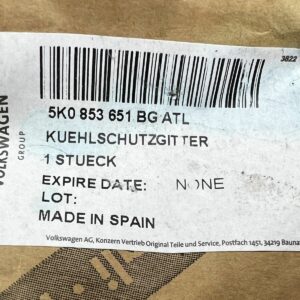 3822
VOLKSWAGEN
GROUP
5K0 853 651 BG ATL
KUEHLSCHUTZGITTER
1 STUECK
EXPIRE DATE: NONE
LOT:
MADE IN SPAIN
Volkswagen AG, Konzern Vertrieb Original Teile und Service, Postfach 1451, 34219 Bauna